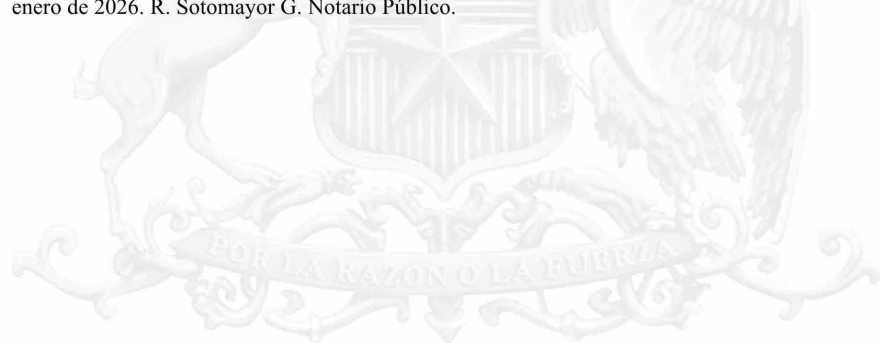 enero de 2026. R. Sotomayor G. Notario Público.
POR LA RAZON O LA FUERZA